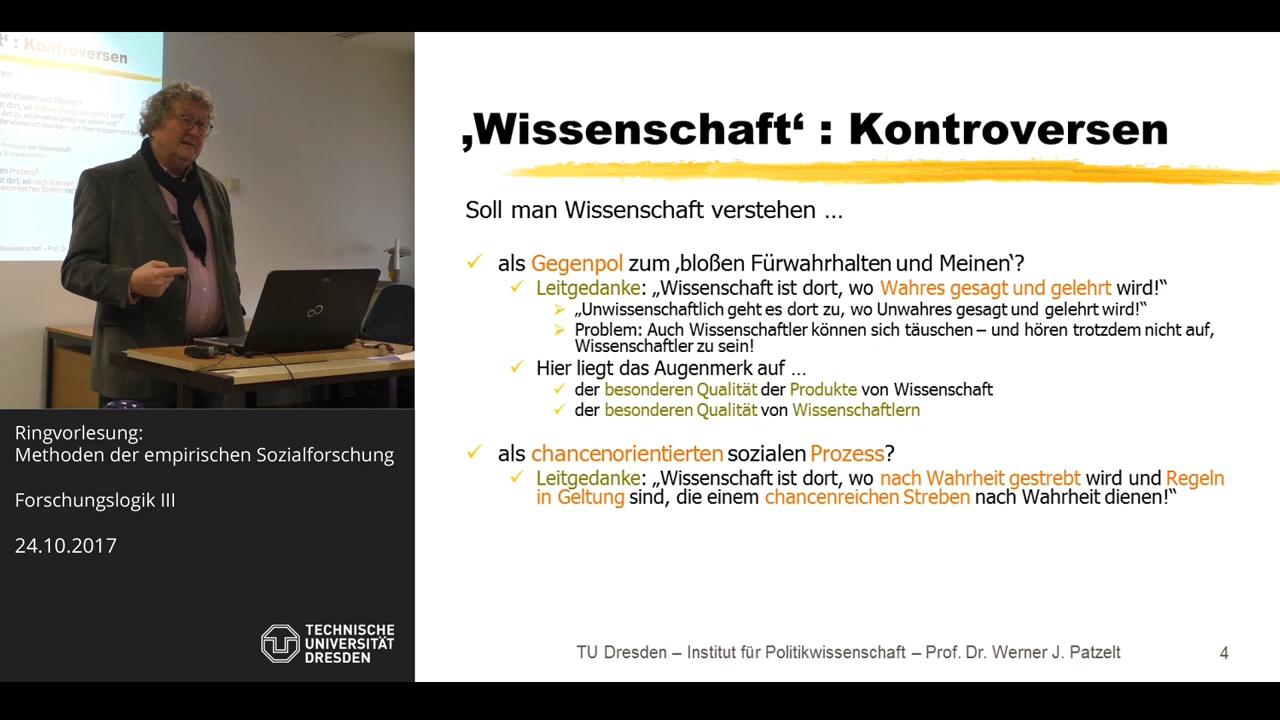 ‚Wissenschaft‘ : Kontroversen
Soll man Wissenschaft verstehen …
als Gegenpol zum ‚bloßen Fürwahrhalten und Meinen‘?
Leitgedanke: „Wissenschaft ist dort, wo Wahres gesagt und gelehrt wird!“
„Unwissenschaftlich geht es dort zu, wo Unwahres gesagt und gelehrt wird!“
Problem: Auch Wissenschaftler können sich täuschen – und hören trotzdem nicht auf,
Wissenschaftler zu sein!
Hier liegt das Augenmerk auf …
der besonderen Qualität der Produkte von Wissenschaft
der besonderen Qualität von Wissenschaftlern
als chancenorientierten sozialen Prozess?
Leitgedanke: „Wissenschaft ist dort, wo nach Wahrheit gestrebt wird und Regeln
in Geltung sind, die einem chancenreichen Streben nach Wahrheit dienen!“
TU Dresden – Institut für Politikwissenschaft – Prof. Dr. Werner J. Patzelt
4
Ringvorlesung:
Methoden der empirischen Sozialforschung
Forschungslogik III
24.10.2017
TECHNISCHE
UNIVERSITÄT
DRESDEN
: Kontroversen